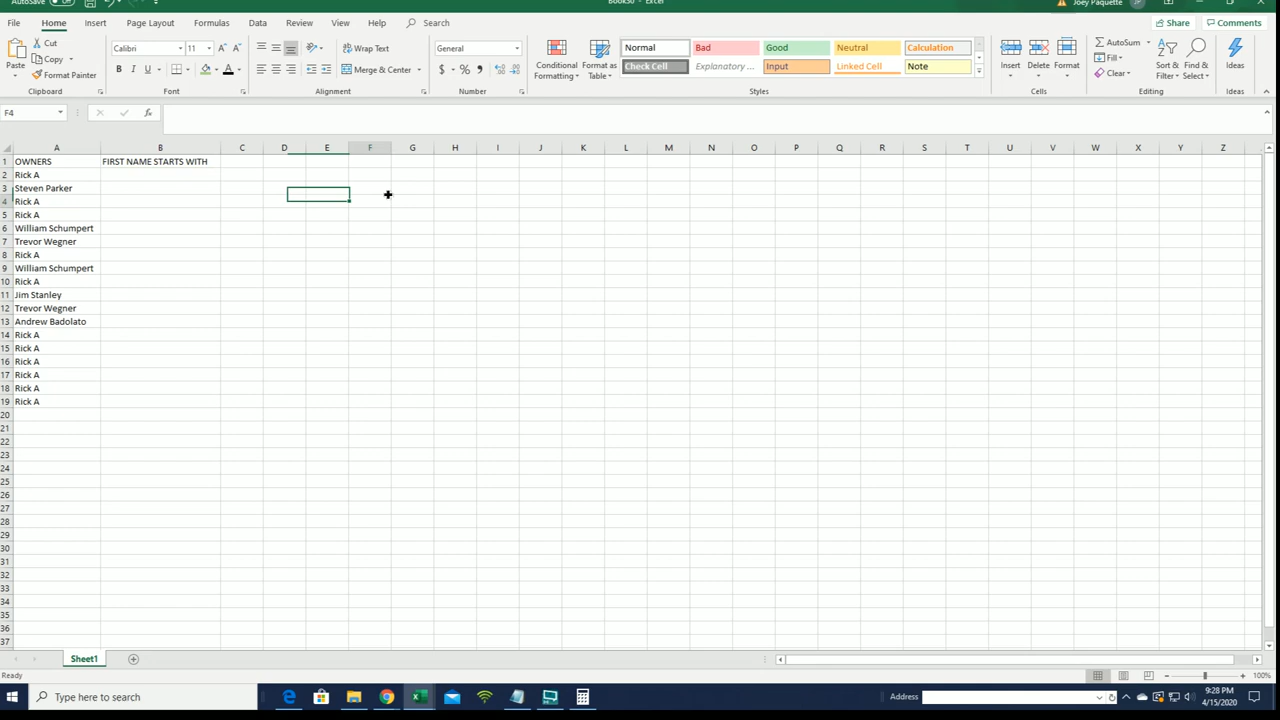 AutoSave Off Book30 - Excel Joey Paquette JP
File Home Insert Page Layout Formulas Data Review View Help Search Share Comments
Paste Cut Copy Format Painter Clipboard
Calibri 11 A A B I U A Font
Wrap Text Merge & Center Alignment
General $ % , Number
Conditional Formatting Format as Table
Normal Bad Good Neutral Calculation
Check Cell Explanatory ... Input Linked Cell Note
Styles
Insert Delete Format Cells
AutoSum Fill Clear Sort & Filter Find & Select Editing
Ideas Ideas
F4 fx
A B C D E F G H I J K L M N O P Q R S T U V W X Y Z
1 OWNERS FIRST NAME STARTS WITH
2 Rick A
3 Steven Parker
4 Rick A
5 Rick A
6 William Schumpert
7 Trevor Wegner
8 Rick A
9 William Schumpert
10 Rick A
11 Jim Stanley
12 Trevor Wegner
13 Andrew Badolato
14 Rick A
15 Rick A
16 Rick A
17 Rick A
18 Rick A
19 Rick A
20
21
22
23
24
25
26
27
28
29
30
31
32
33
34
35
36
37
Sheet1
Ready 100%
Type here to search Address 9:28 PM
4/15/2020